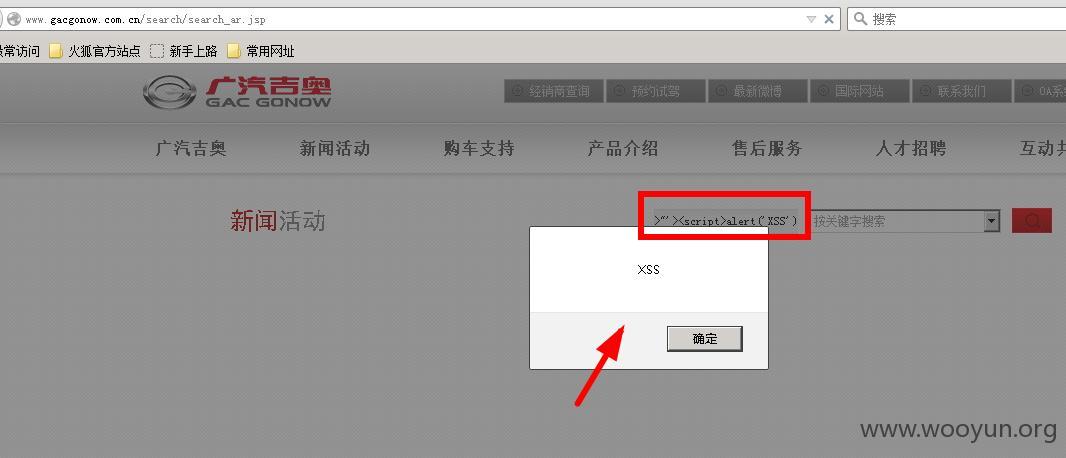 www.gacgonow.com.cn/search/search_ar.jsp
搜索
最常访问 火狐官方站点 新手上路 常用网址
广汽吉奥
GAC GONOW
经销商查询 预约试驾 最新微博 国际网站 联系我们 OA系
广汽吉奥 新闻活动 购车支持 产品介绍 售后服务 人才招聘 互动
新闻活动
>"'><script>alert('XSS') 按关键字搜索
XSS
确定
www.wooyun.org